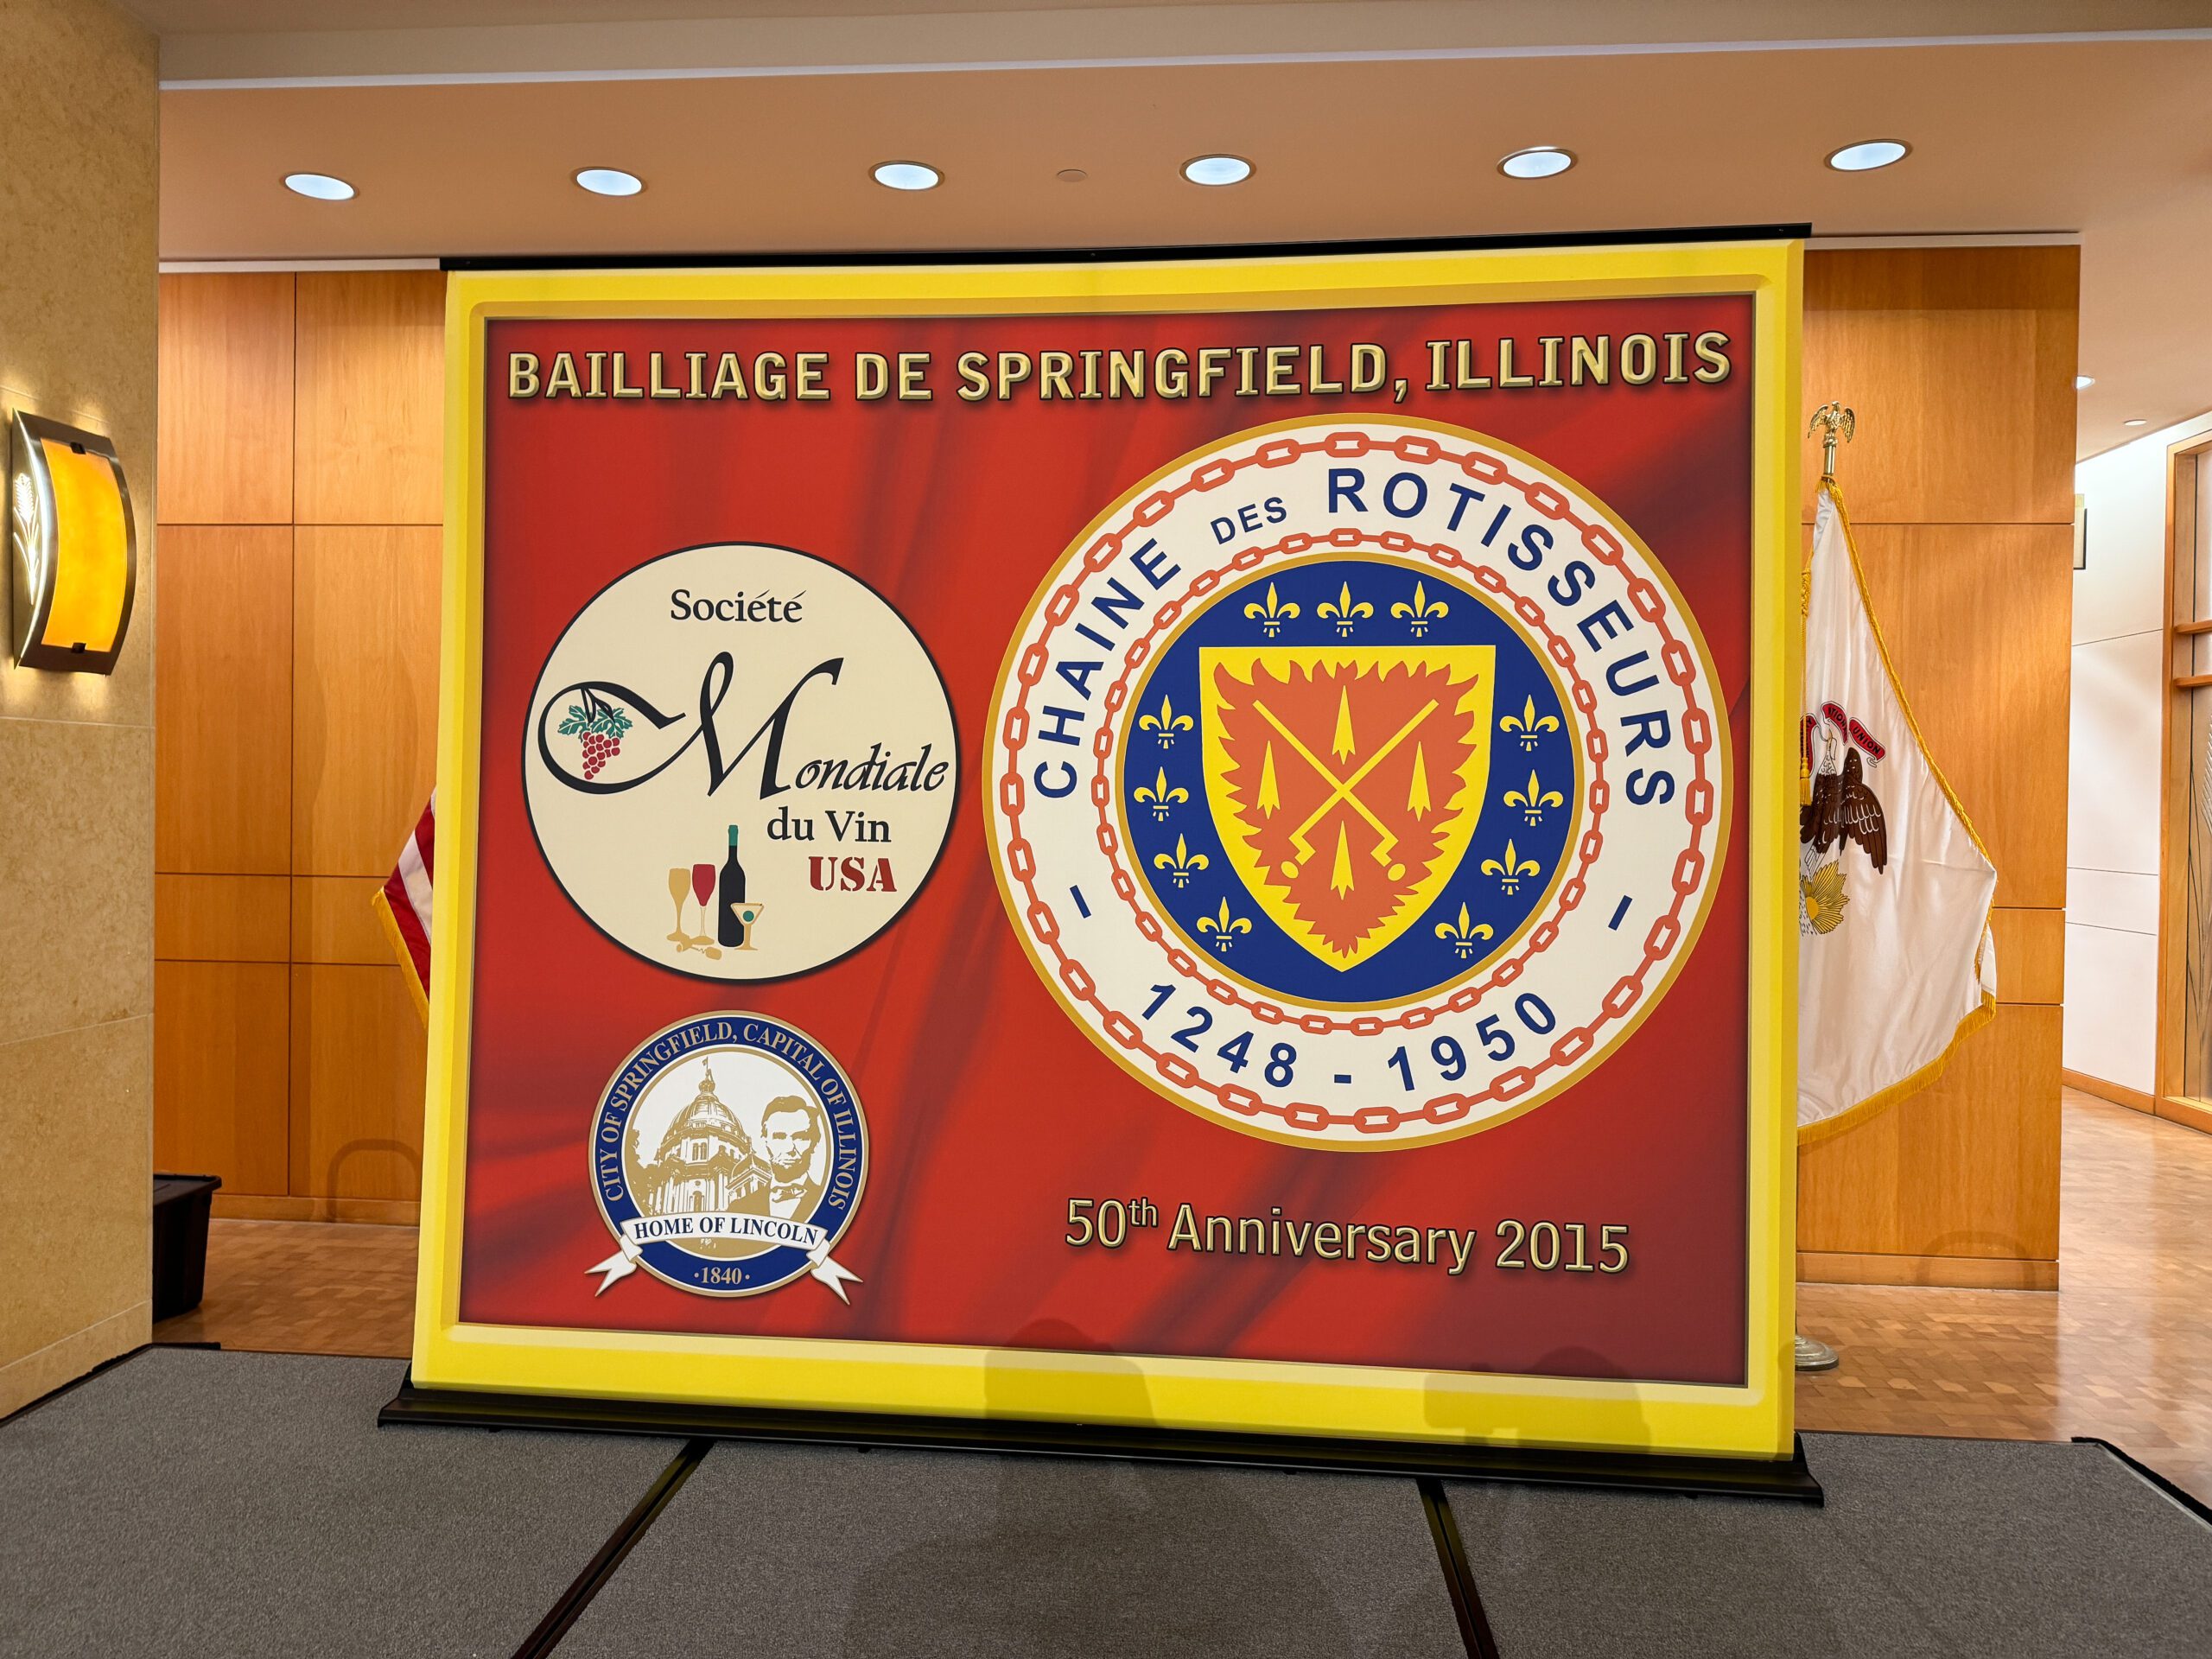 BAILLIAGE DE SPRINGFIELD, ILLINOIS
Société
Mondiale
du Vin
USA
CHAINE DES ROTISSEURS
1248 - 1950
CITY OF SPRINGFIELD, CAPITAL OF ILLINOIS
HOME OF LINCOLN
·1840·
50th Anniversary 2015
UNION